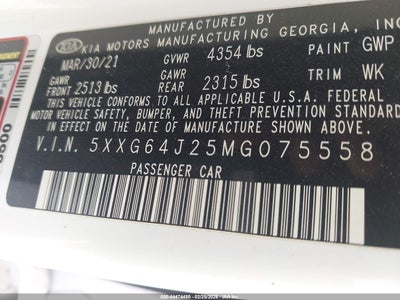 MANUFACTURED BY
KIA KIA MOTORS MANUFACTURING GEORGIA, INC
MAR/30/21 GVWR 4354 lbs PAINT GWP
GAWR FRONT 2513 lbs GAWR REAR 2315 lbs TRIM WK
THIS VEHICLE CONFORMS TO ALL APPLICABLE U.S.A. FEDERAL
MOTOR VEHICLE SAFETY, BUMPER, AND THEFT PREVENTION
STANDARDS IN EFFECT ON THE DATE OF MANUFACTURE
V.I.N. 5XXG64J25MG075558
PASSENGER CAR